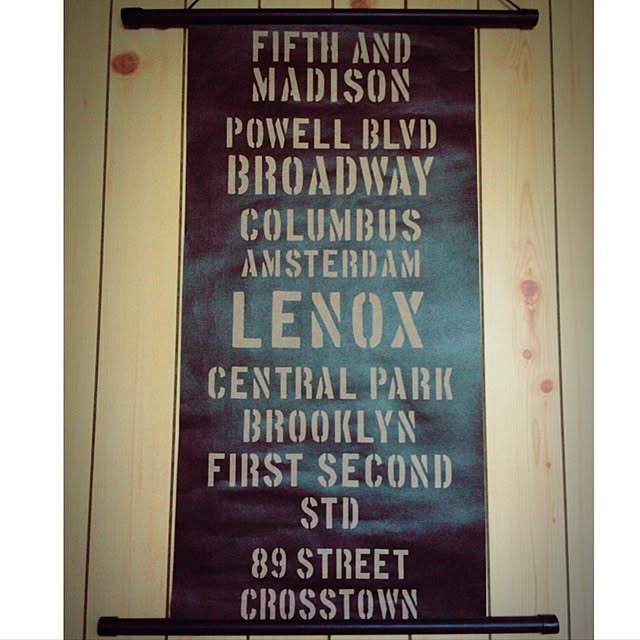 FIFTH AND
MADISON
POWELL BLVD
BROADWAY
COLUMBUS
AMSTERDAM
LENOX
CENTRAL PARK
BROOKLYN
FIRST SECOND
STD
89 STREET
CROSSTOWN